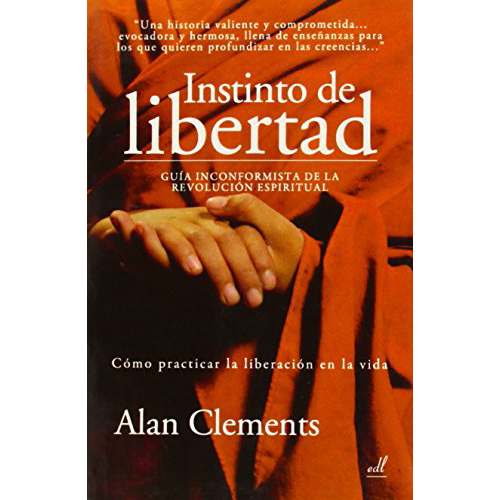 "Una historia valiente y comprometida...
evocadora y hermosa, llena de enseñanzas para
los que quieren profundizar en las creencias..."
Instinto de
libertad
GUÍA INCONFORMISTA DE LA
REVOLUCIÓN ESPIRITUAL
Cómo practicar la liberación en la vida
Alan Clements
edl